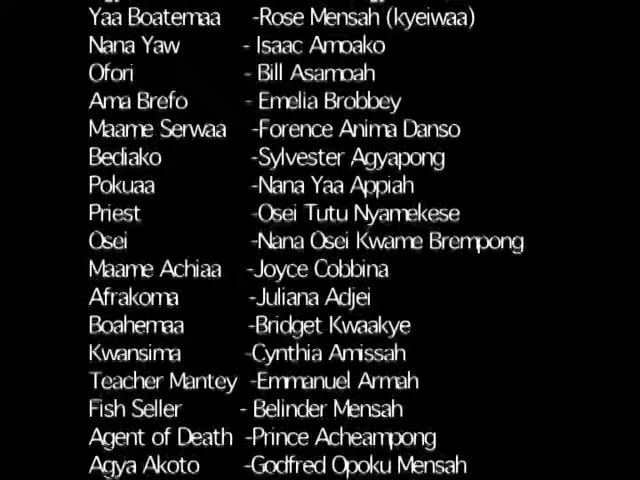 Yaa Boatemaa -Rose Mensah (kyeiwaa)
Nana Yaw - Isaac Amoako
Ofori - Bill Asamoah
Ama Brefo - Emelia Brobbey
Maame Serwaa -Forence Anima Danso
Bediako -Sylvester Agyapong
Pokuaa -Nana Yaa Appiah
Priest -Osei Tutu Nyamekese
Osei -Nana Osei Kwame Brempong
Maame Achiaa -Joyce Cobbina
Afrakoma -Juliana Adjei
Boahemaa -Bridget Kwaakye
Kwansima -Cynthia Amissah
Teacher Mantey -Emmanuel Armah
Fish Seller - Belinder Mensah
Agent of Death -Prince Acheampong
Agya Akoto -Godfred Opoku Mensah